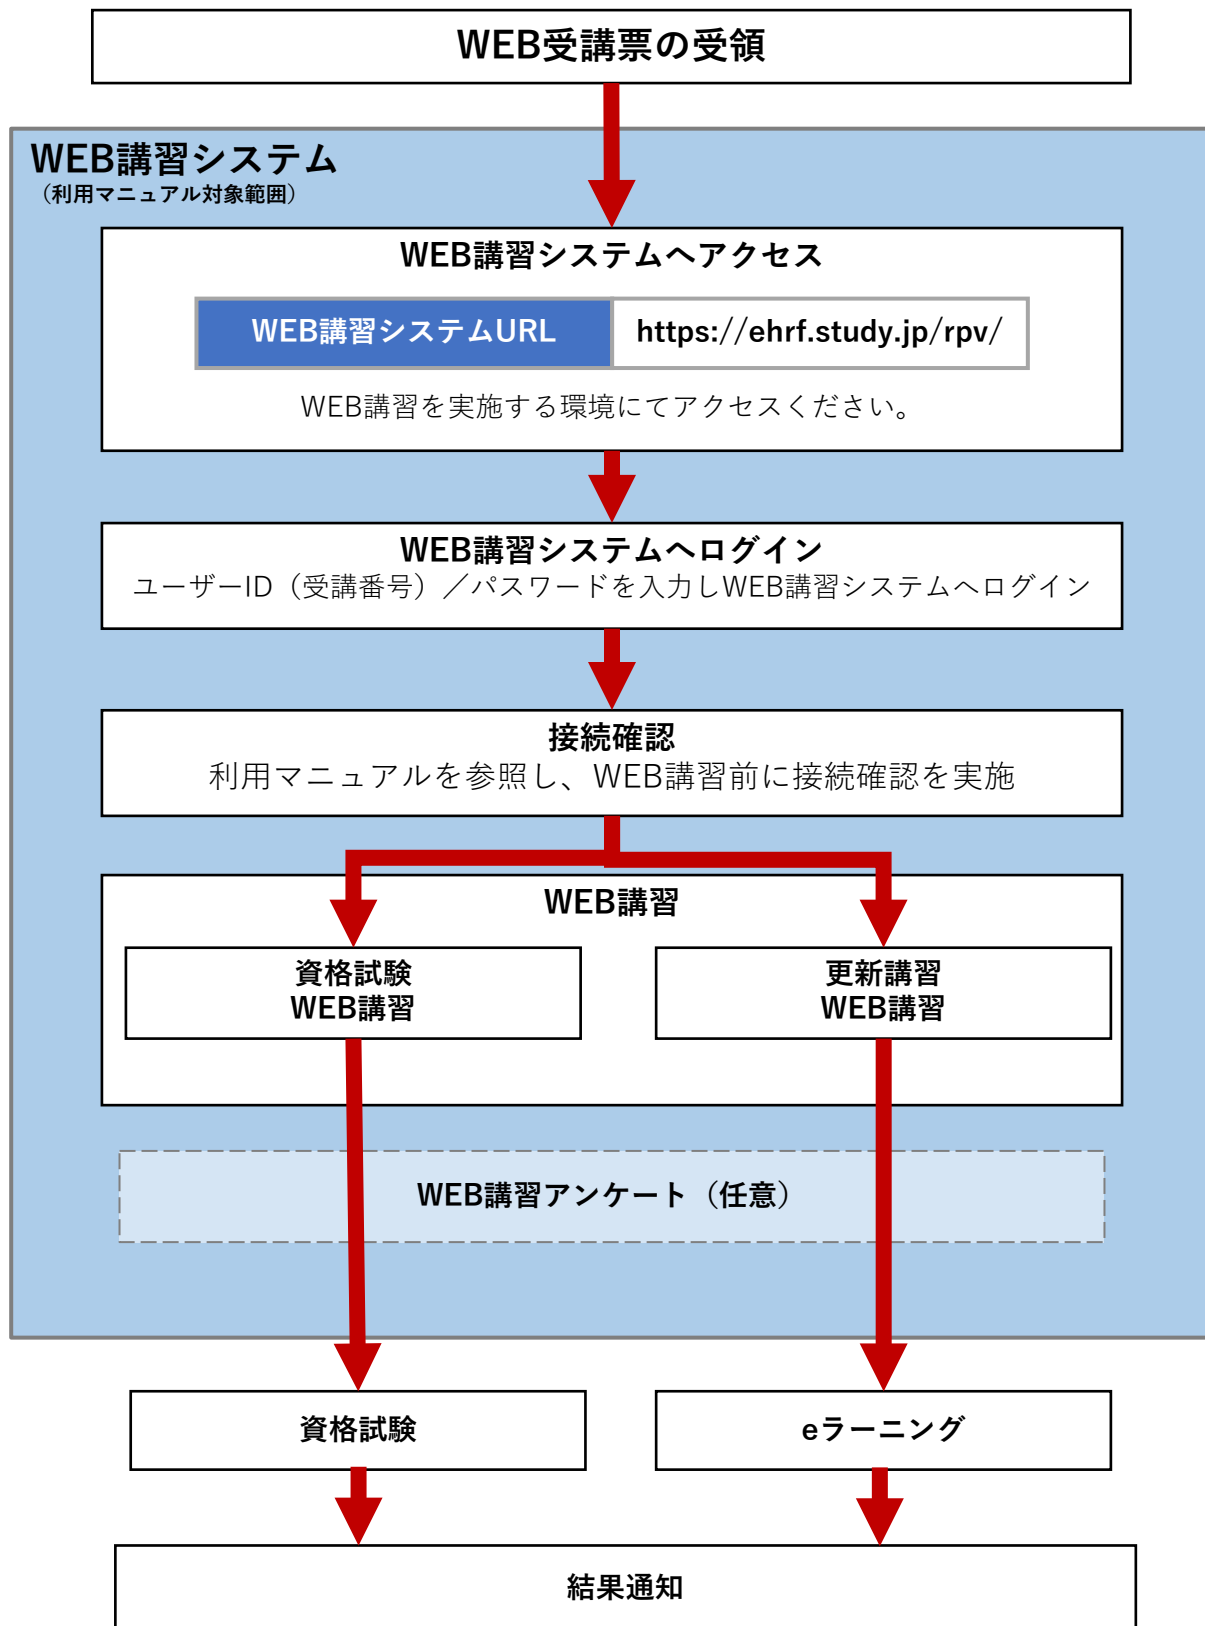 WEB受講票の受領
WEB講習システム
（利用マニュアル対象範囲）
WEB講習システムへアクセス
WEB講習システムURL
https://ehrf.study.jp/rpv/
WEB講習を実施する環境にてアクセスください。
WEB講習システムへログイン
ユーザーID（受講番号）／パスワードを入力しWEB講習システムへログイン
接続確認
利用マニュアルを参照し、WEB講習前に接続確認を実施
WEB講習
資格試験
WEB講習
更新講習
WEB講習
WEB講習アンケート（任意）
資格試験
eラーニング
結果通知